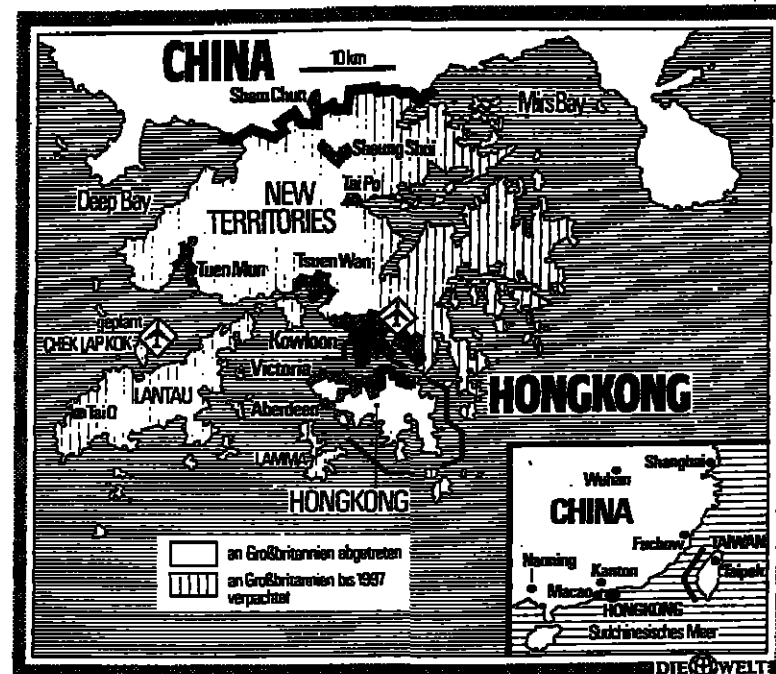 CHINA
10 km
Sham Chun
Mirs Bay
Sheung Shui
Tai Po
Deep Bay
NEW
TERRITORIES
Tuen Mun
Tsuen Wan
geplant
CHEK LAP KOK
Kowloon
Victoria
LANTAU
Tai O
Aberdeen
HONGKONG
LAMMA
HONGKONG
an Großbritannien abgetreten
an Großbritannien bis 1997
verpachtet
Shanghai
Wuhan
CHINA
Fuchow
TAIWAN
Taipeh
Nanning
Kanton
Macao
HONGKONG
Südchinesisches Meer
DIE WELT